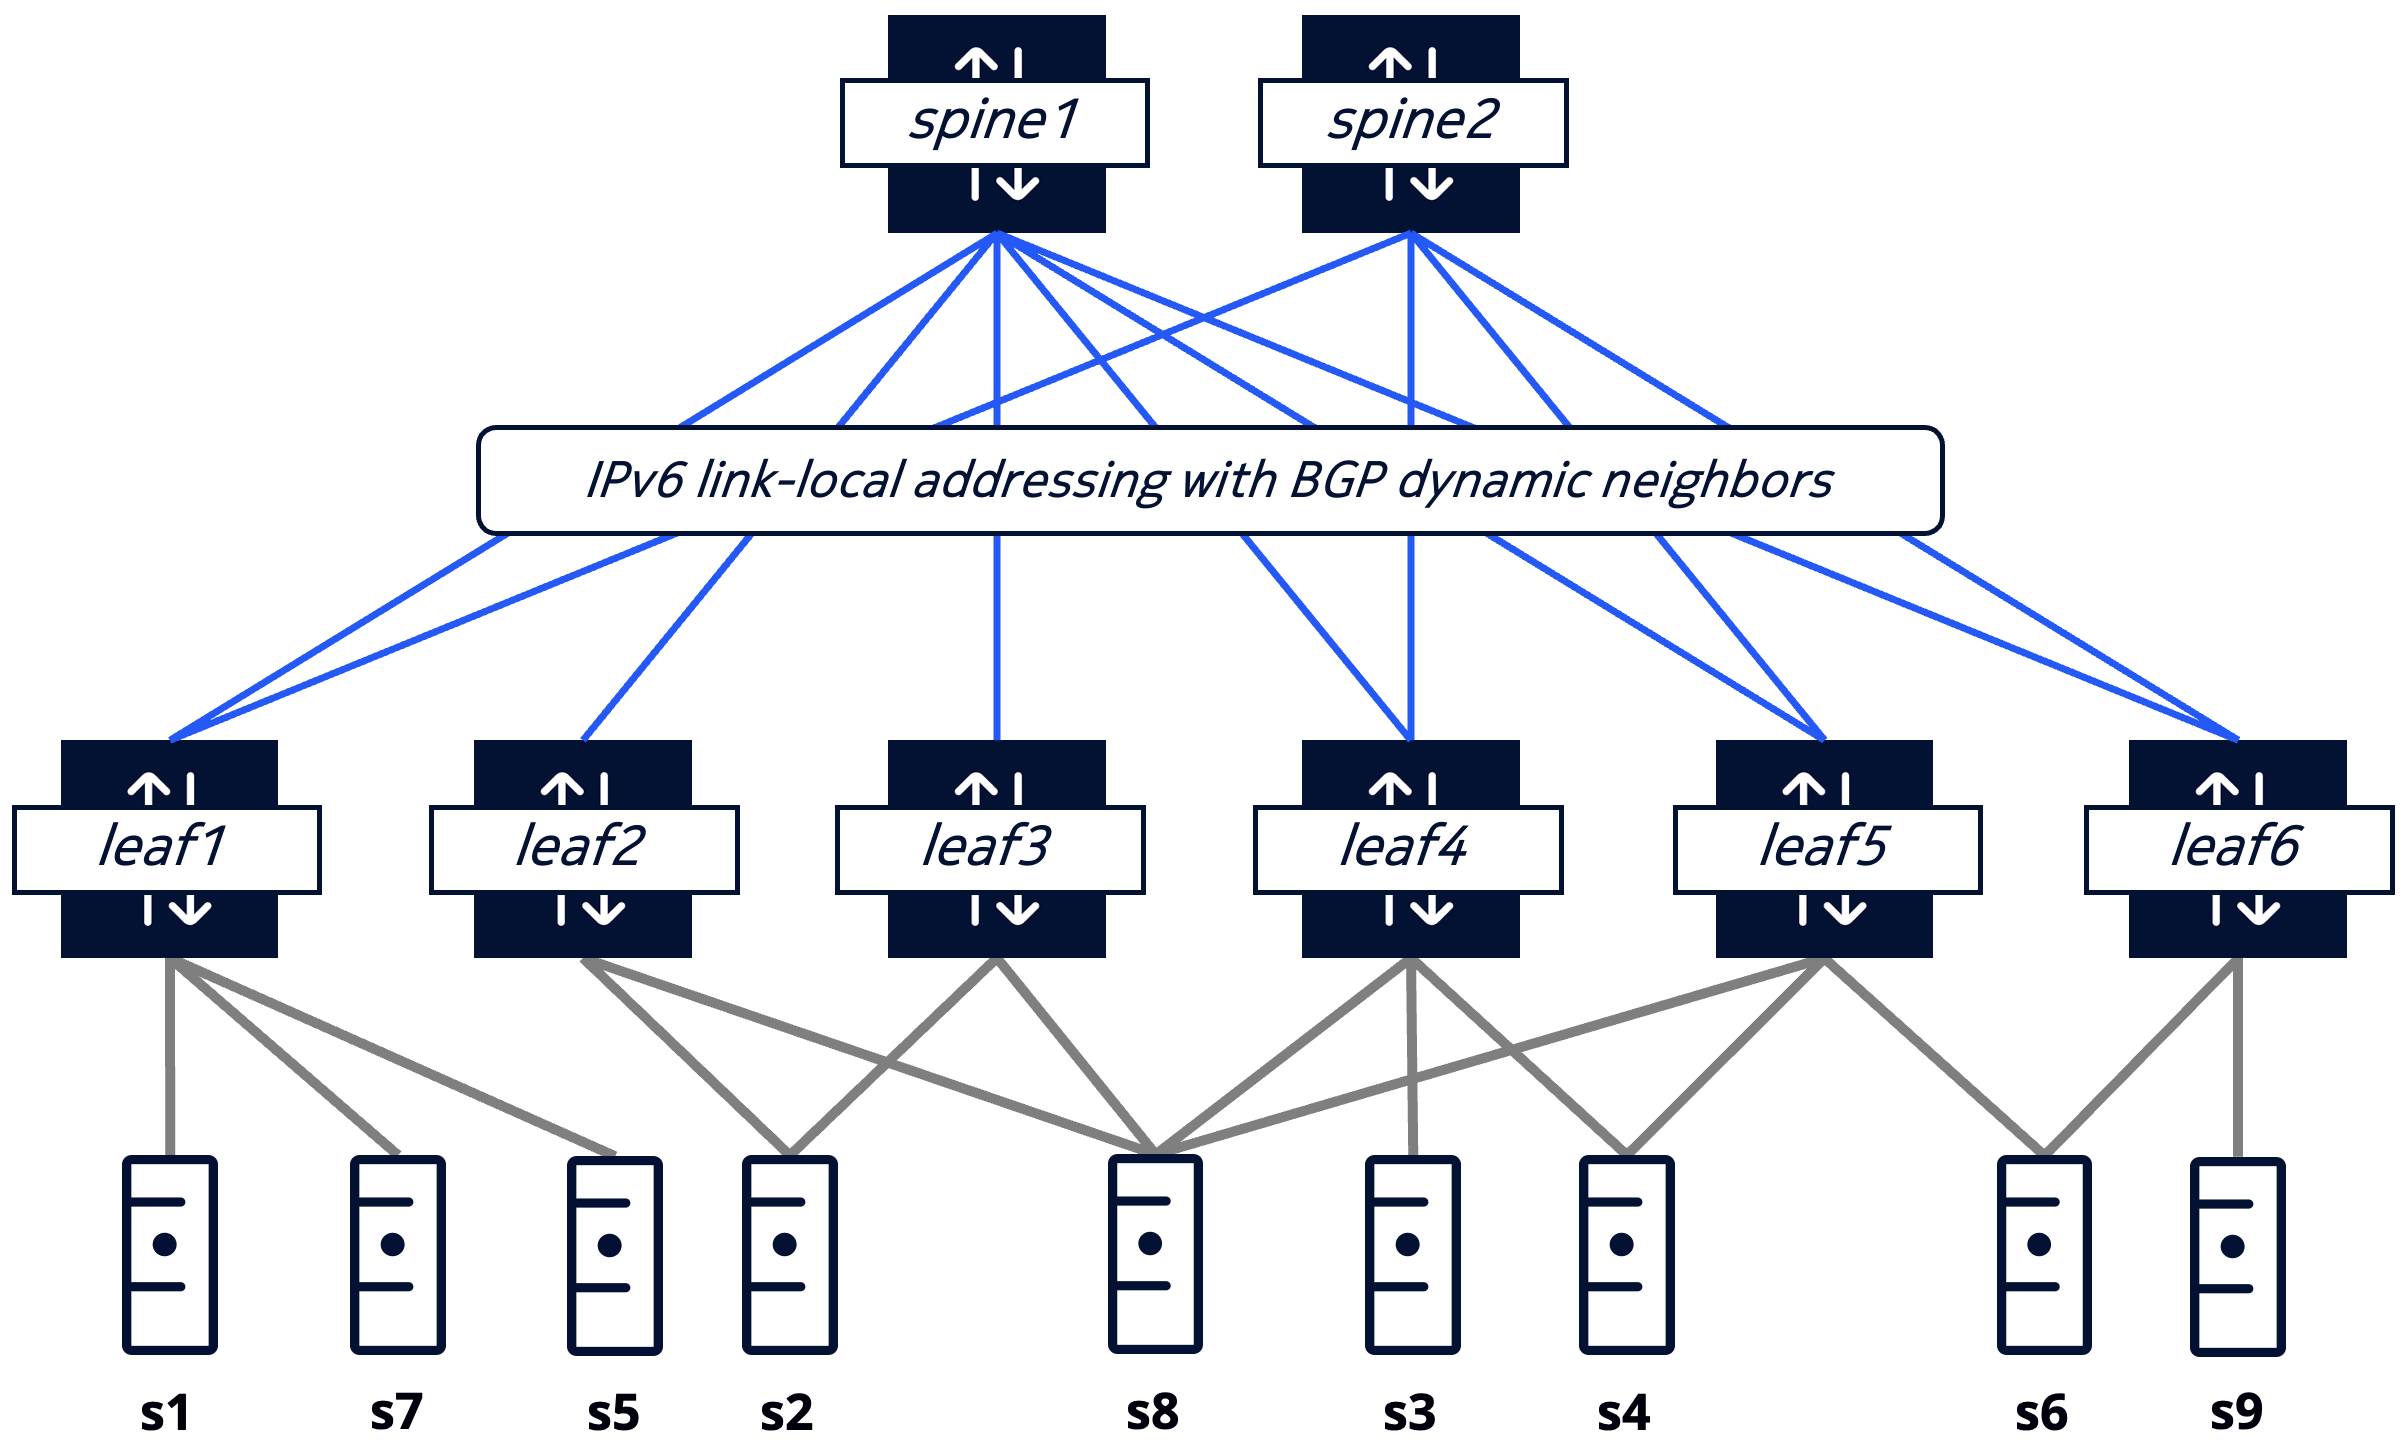 spine1
spine2
IPv6 link-local addressing with BGP dynamic neighbors
leaf1
leaf2
leaf3
leaf4
leaf5
leaf6
s1
s7
s5
s2
s8
s3
s4
s6
s9